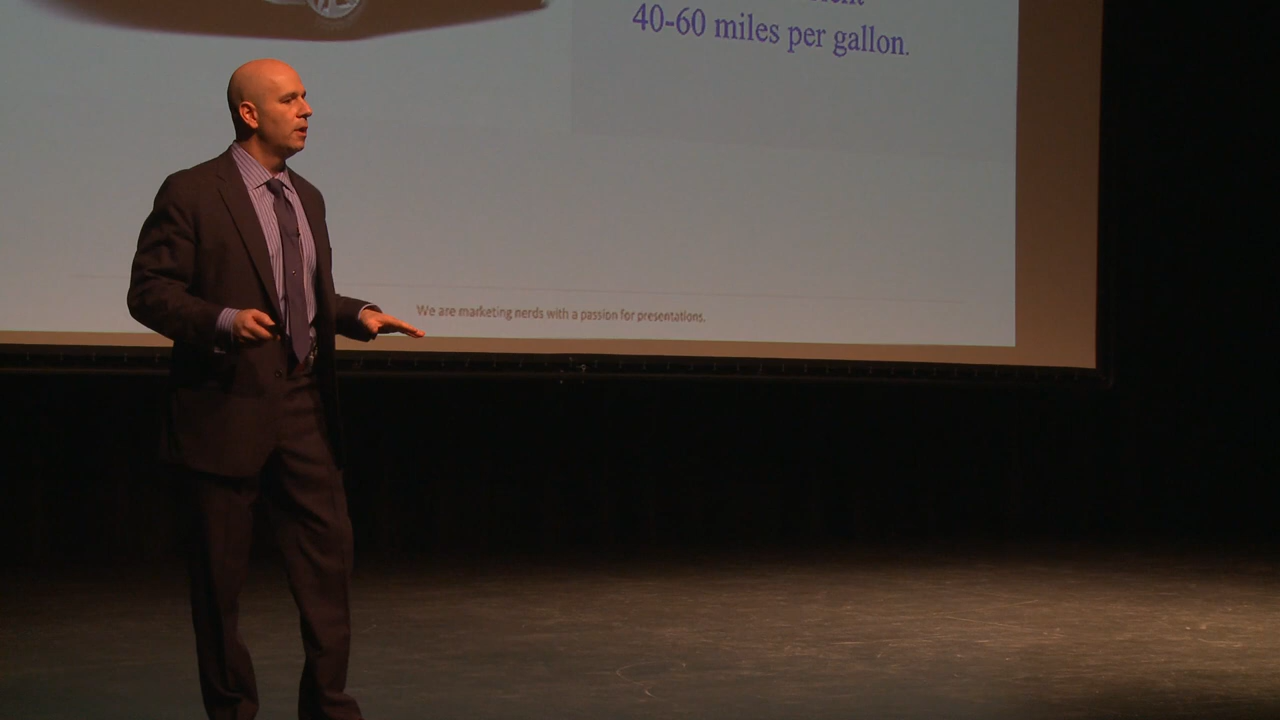 40-60 miles per gallon.
We are marketing nerds with a passion for presentations.